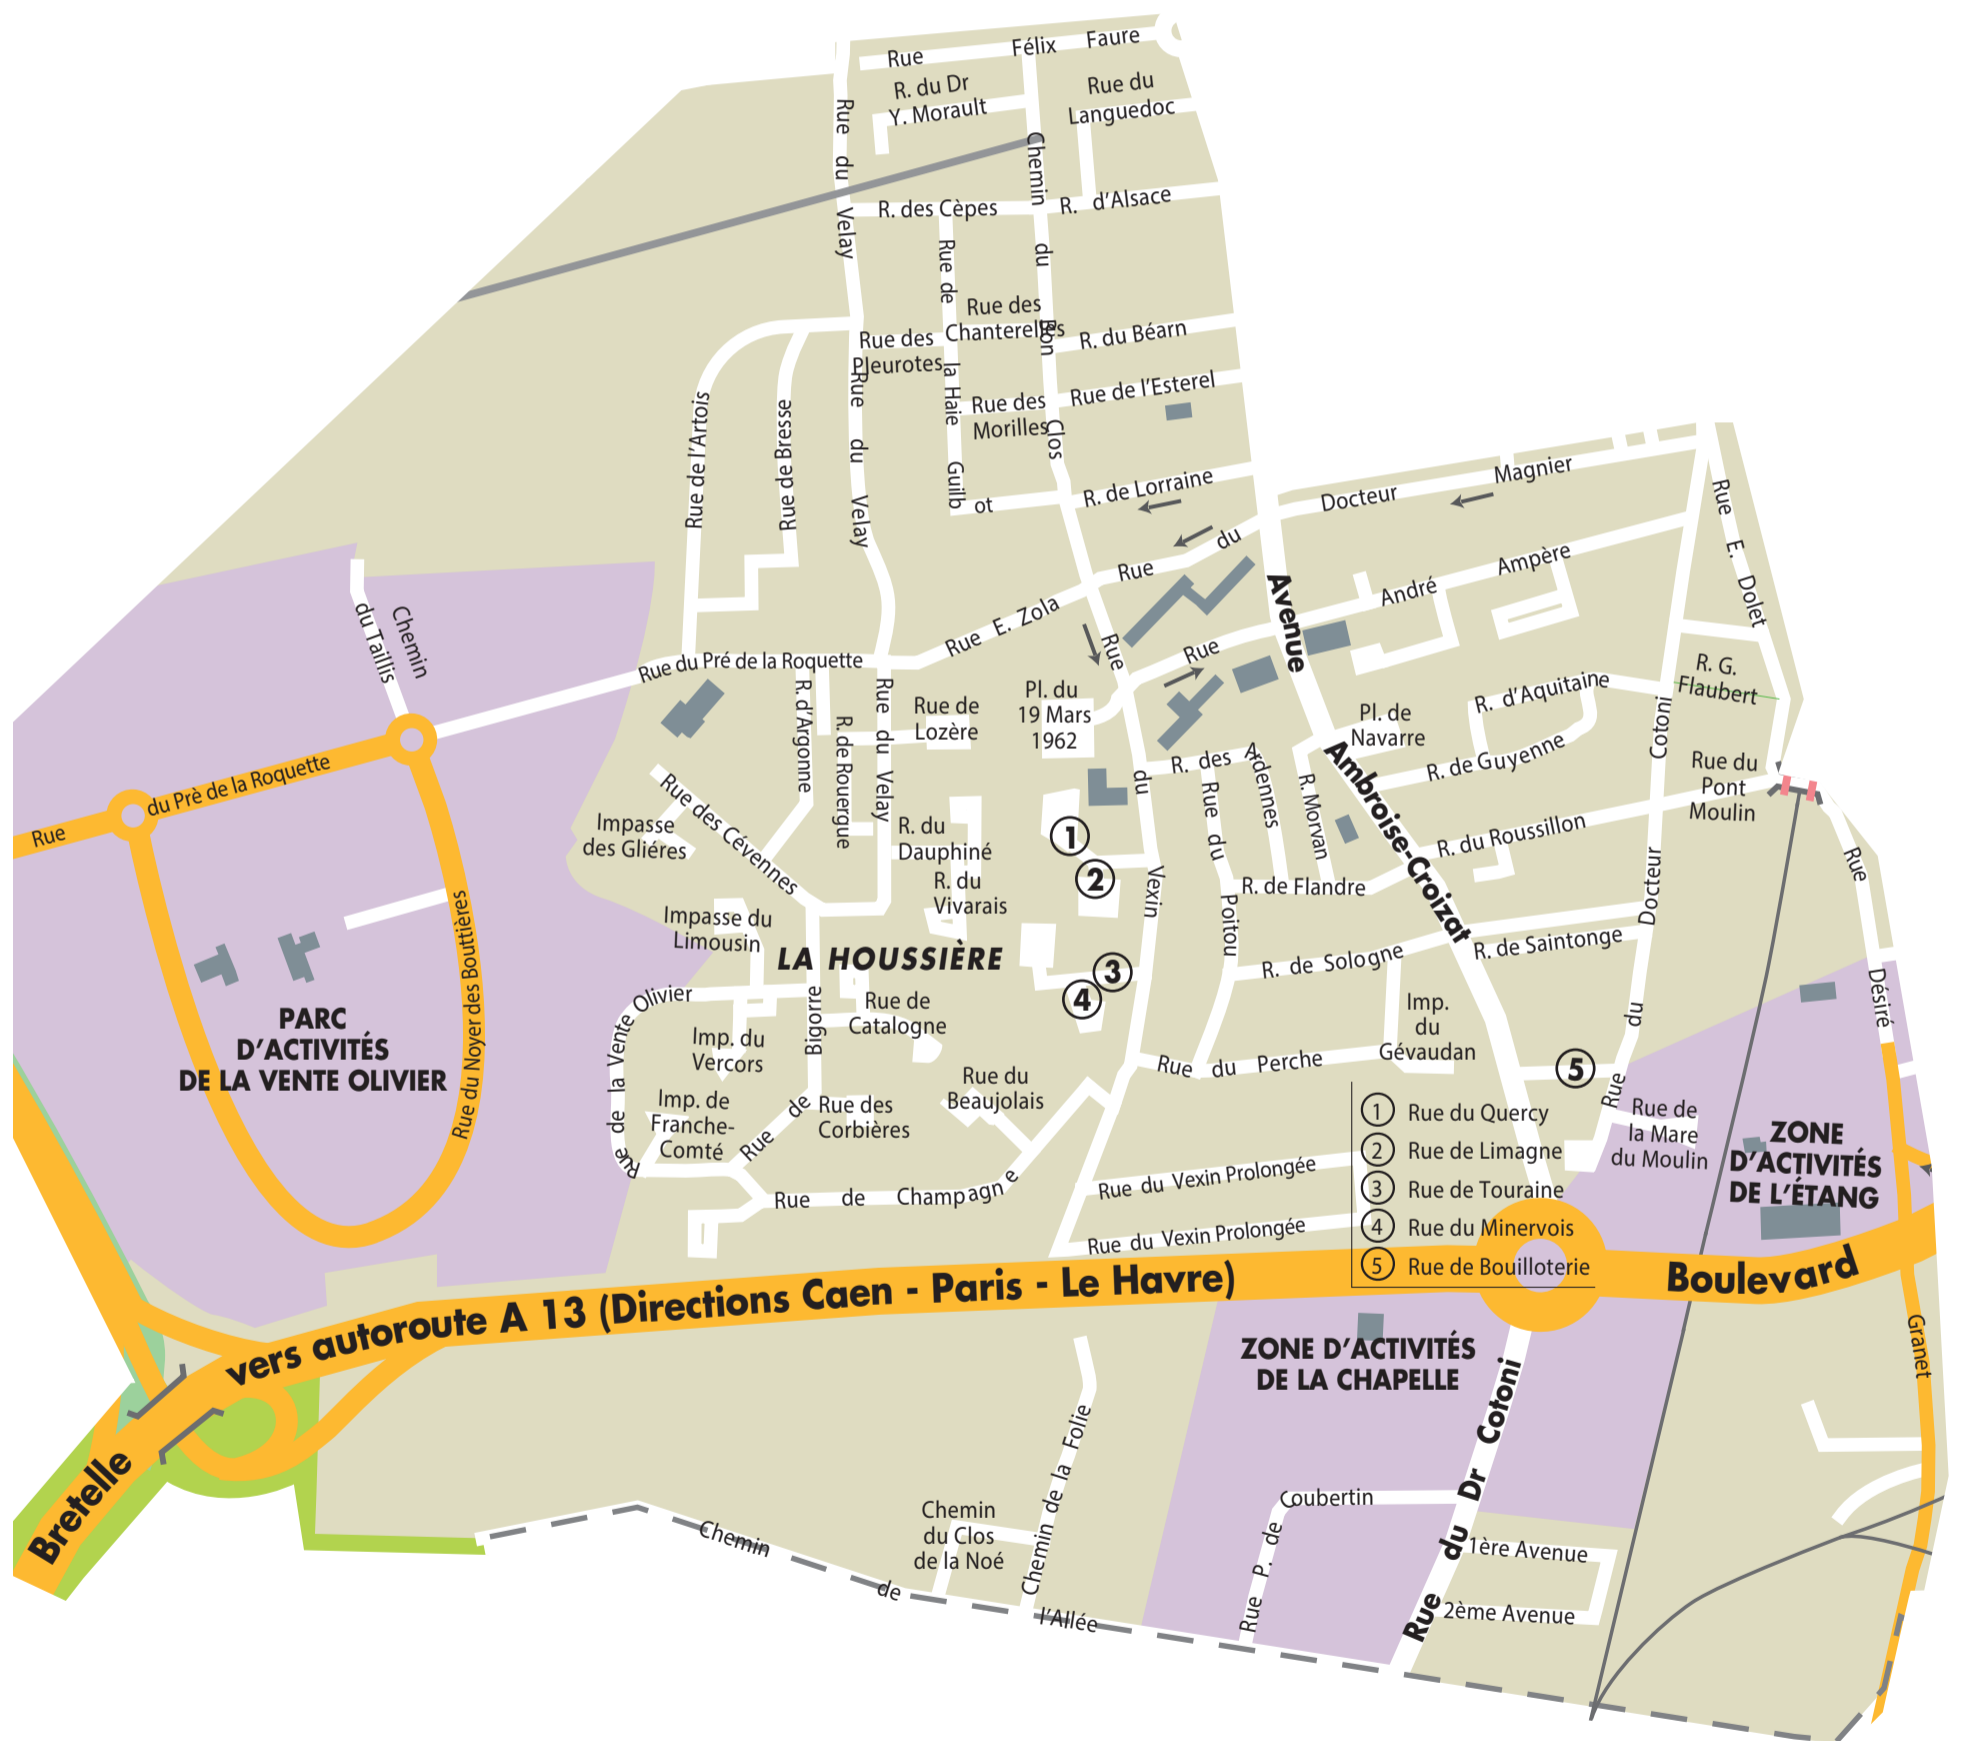 Rue Félix Faure
R. du Dr
Y. Morault
Rue du
Languedoc
Rue du Velay
Chemin du Bon Clos
R. des Cèpes
R. d'Alsace
Rue de la Haie Guilbot
Rue des
Chanterelles
Rue des
Pleurotes
R. du Béarn
Rue des
Morilles
Rue de l'Esterel
Rue de l'Artois
Rue de Bresse
Rue du Velay
R. de Lorraine
Rue du Docteur Magnier
Rue E. Dolet
Rue André Ampère
Avenue Ambroise-Croizat
Rue E. Zola
Chemin
du Taillis
Rue du Pré de la Roquette
Rue du Prè de la Roquette
R. d'Argonne
R. de Rouergue
Rue du Velay
Rue de
Lozère
Pl. du
19 Mars
1962
Rue du Vexin
R. G.
Flaubert
R. d'Aquitaine
Pl. de
Navarre
R. de Guyenne
R. des Ardennes
R. Morvan
Rue du Poitou
Rue du
Pont
Moulin
R. du Roussillon
Rue du Docteur Cotoni
Rue des Cévennes
Impasse
des Gliéres
R. du
Dauphiné
R. du
Vivarais
1
2
3
4
5
R. de Flandre
Impasse du
Limousin
LA HOUSSIÈRE
R. de Sologne
R. de Saintonge
Rue Désiré Granet
Rue du Noyer des Bouttières
PARC
D'ACTIVITÉS
DE LA VENTE OLIVIER
Rue de la Vente Olivier
Rue de Bigorre
Rue de
Catalogne
Imp. du
Vercors
Imp.
du
Gévaudan
Rue du Perche
Rue du
Beaujolais
Imp. de
Franche-
Comté
Rue des
Corbières
Rue de
la Mare
du Moulin
ZONE
D'ACTIVITÉS
DE L'ÉTANG
Rue de Champagne
Rue du Vexin Prolongée
Rue du Vexin Prolongée
1 Rue du Quercy
2 Rue de Limagne
3 Rue de Touraine
4 Rue du Minervois
5 Rue de Bouilloterie
Bretelle vers autoroute A 13 (Directions Caen - Paris - Le Havre)
Boulevard
ZONE D'ACTIVITÉS
DE LA CHAPELLE
Rue du Dr Cotoni
Chemin de la Folie
Chemin
du Clos
de la Noé
Rue P. de Coubertin
1ère Avenue
2ème Avenue
Chemin de l'Allée